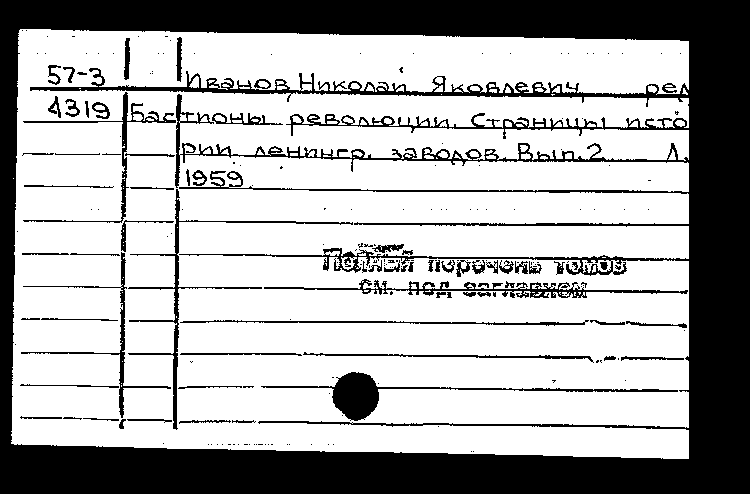 57-3 Иванов, Николай Яковлевич, ред
4319 Бастионы революции. Страницы исто
рии ленингр. заводов. Вып. 2 Л.,
1959
Полный перечень томов
см. под заглавием